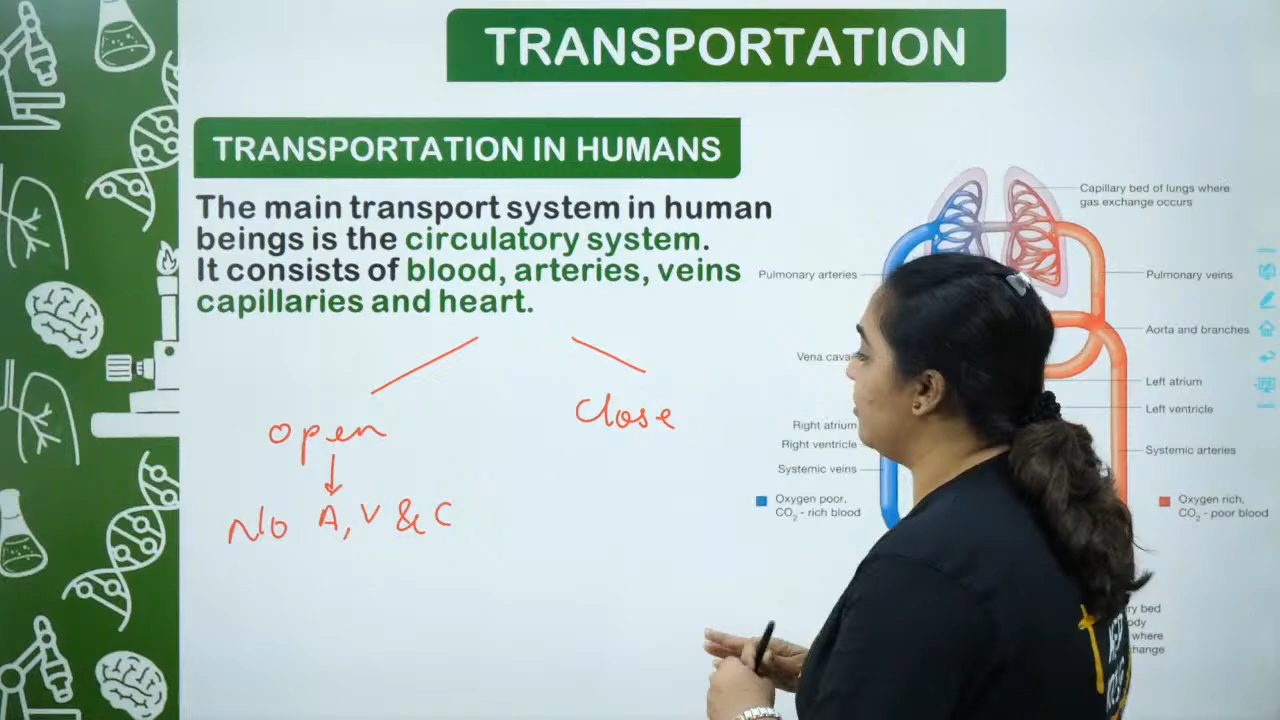 TRANSPORTATION
TRANSPORTATION IN HUMANS
The main transport system in human
beings is the circulatory system.
It consists of blood, arteries, veins
capillaries and heart.
open
close
No A, V & C
Capillary bed of lungs where
gas exchange occurs
Pulmonary arteries
Pulmonary veins
Aorta and branches
Vena cava
Left atrium
Left ventricle
Right atrium
Right ventricle
Systemic arteries
Systemic veins
Oxygen poor,
CO2 - rich blood
Oxygen rich,
CO2 - poor blood
where